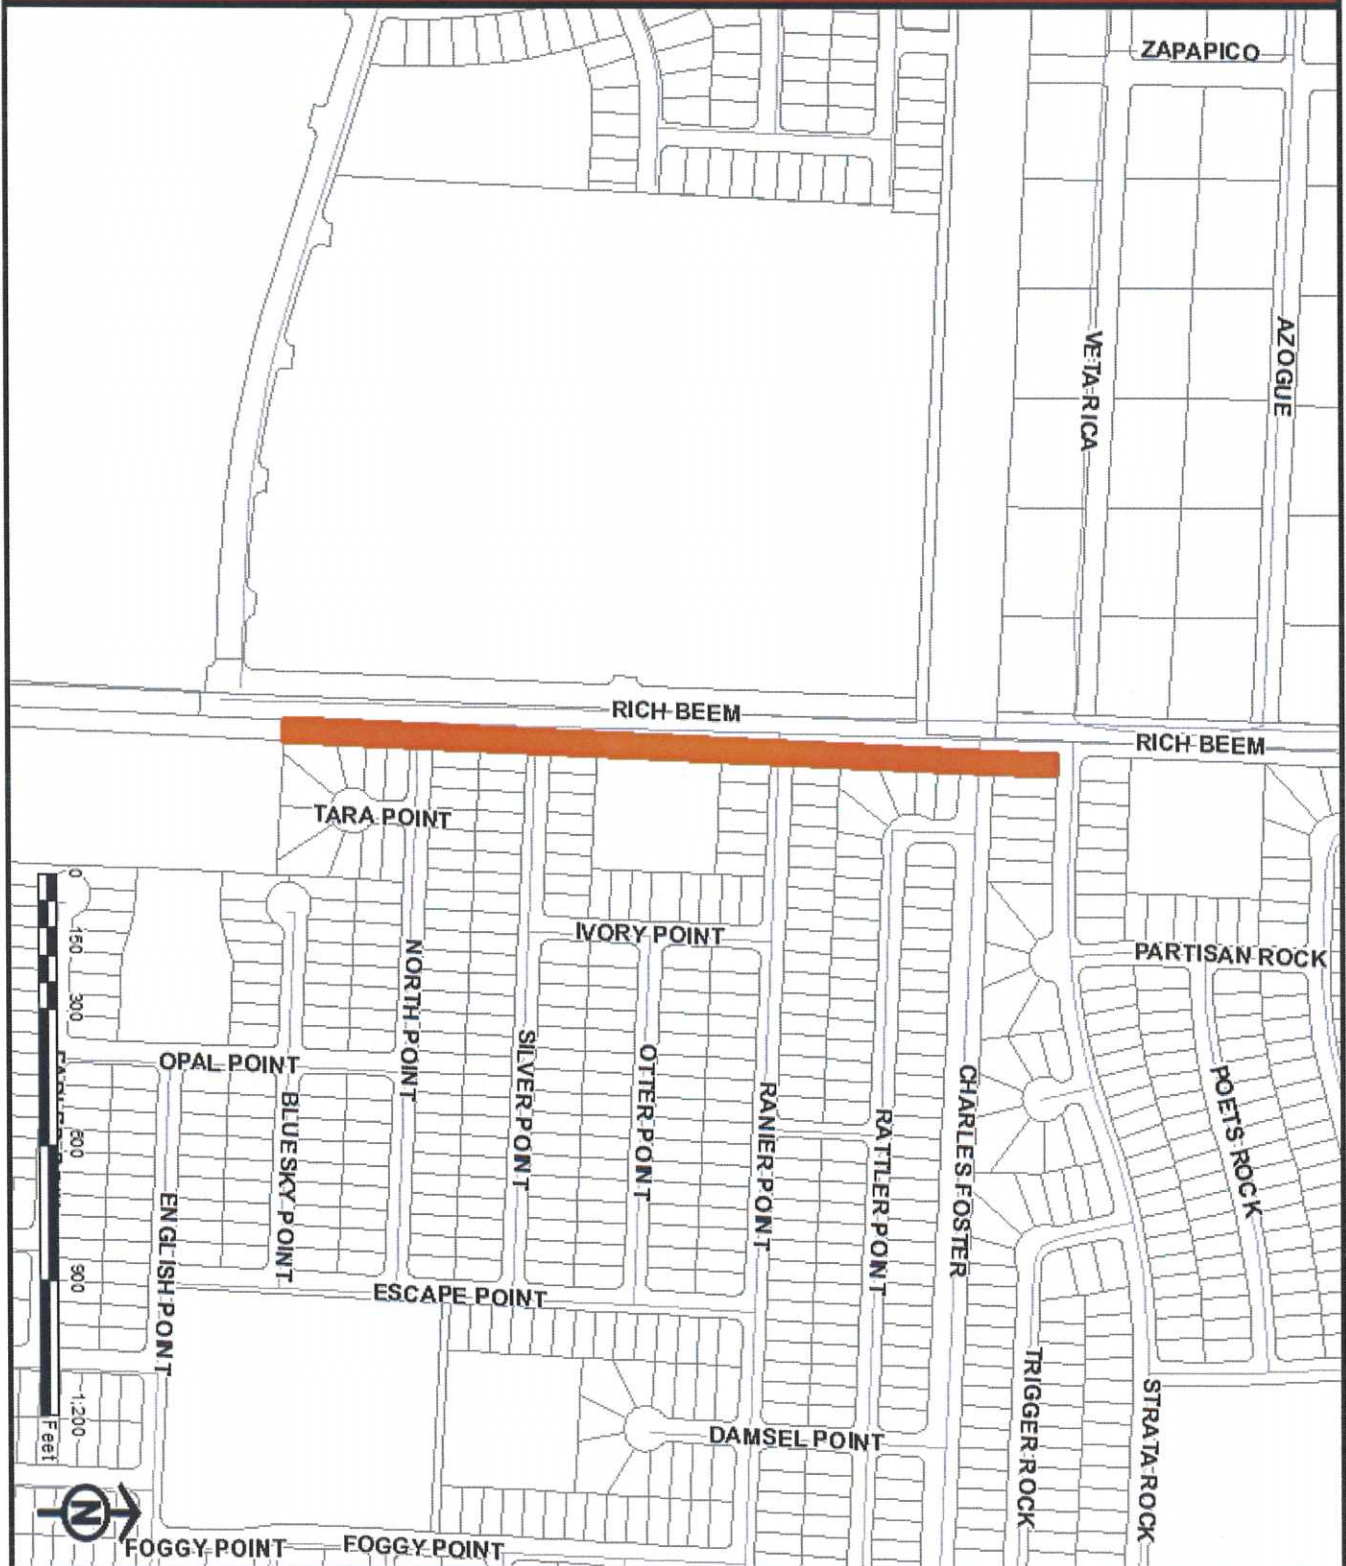 ZAPAPICO
AZOGUE
VETA RICA
RICH BEEM
RICH BEEM
TARA POINT
IVORY POINT
PARTISAN ROCK
NORTH POINT
SILVER POINT
OTTER POINT
RANIER POINT
RATTLER POINT
CHARLES FOSTER
POETS ROCK
OPAL POINT
BLUE SKY POINT
ENGLISH POINT
ESCAPE POINT
DAMSEL POINT
TRIGGER ROCK
STRATA ROCK
FOGGY POINT
FOGGY POINT
0 150 300 600 900 1,200
Feet
N